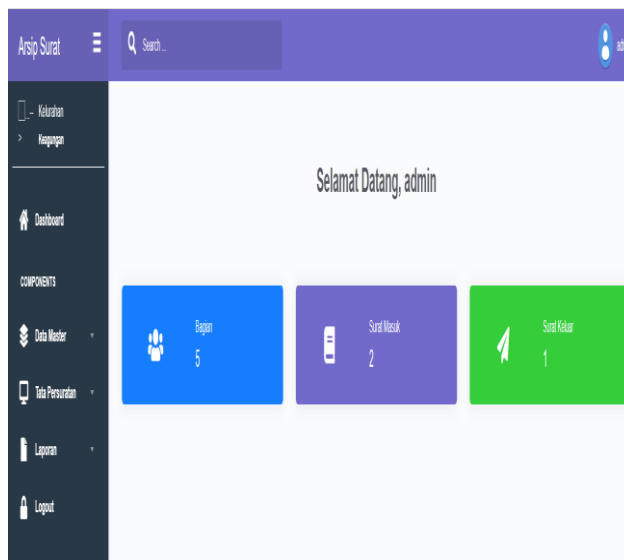 Arsip Surat
Search ...
Kelurahan
Keapungan
Dashboard
COMPONENTS
Data Master
Tata Persuratan
Laporan
Logout
Selamat Datang, admin
Bagian
5
Surat Masuk
2
Surat Keluar
1